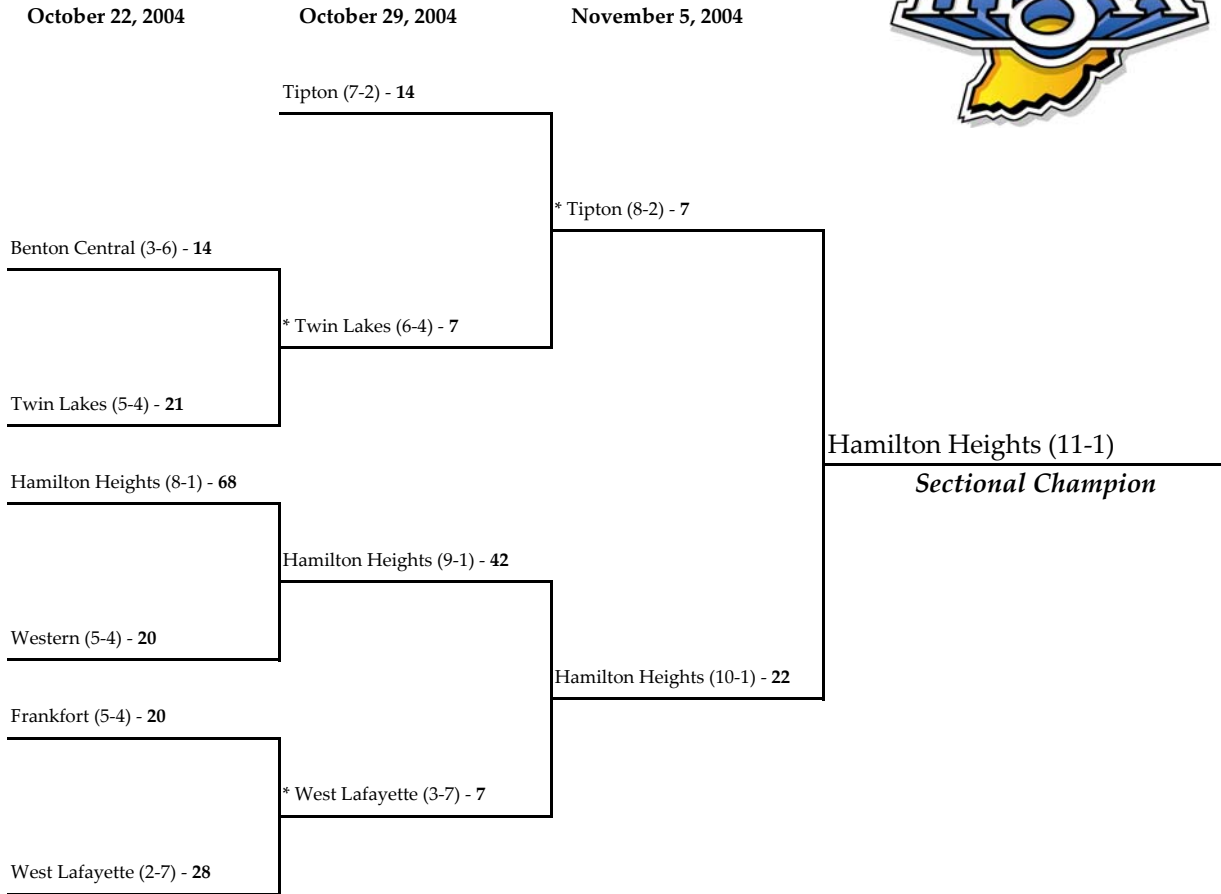 October 22, 2004 October 29, 2004 November 5, 2004
Tipton (7-2) - 14
* Tipton (8-2) - 7
Benton Central (3-6) - 14
* Twin Lakes (6-4) - 7
Twin Lakes (5-4) - 21
Hamilton Heights (11-1)
Sectional Champion
Hamilton Heights (8-1) - 68
Hamilton Heights (9-1) - 42
Western (5-4) - 20
Hamilton Heights (10-1) - 22
Frankfort (5-4) - 20
* West Lafayette (3-7) - 7
West Lafayette (2-7) - 28